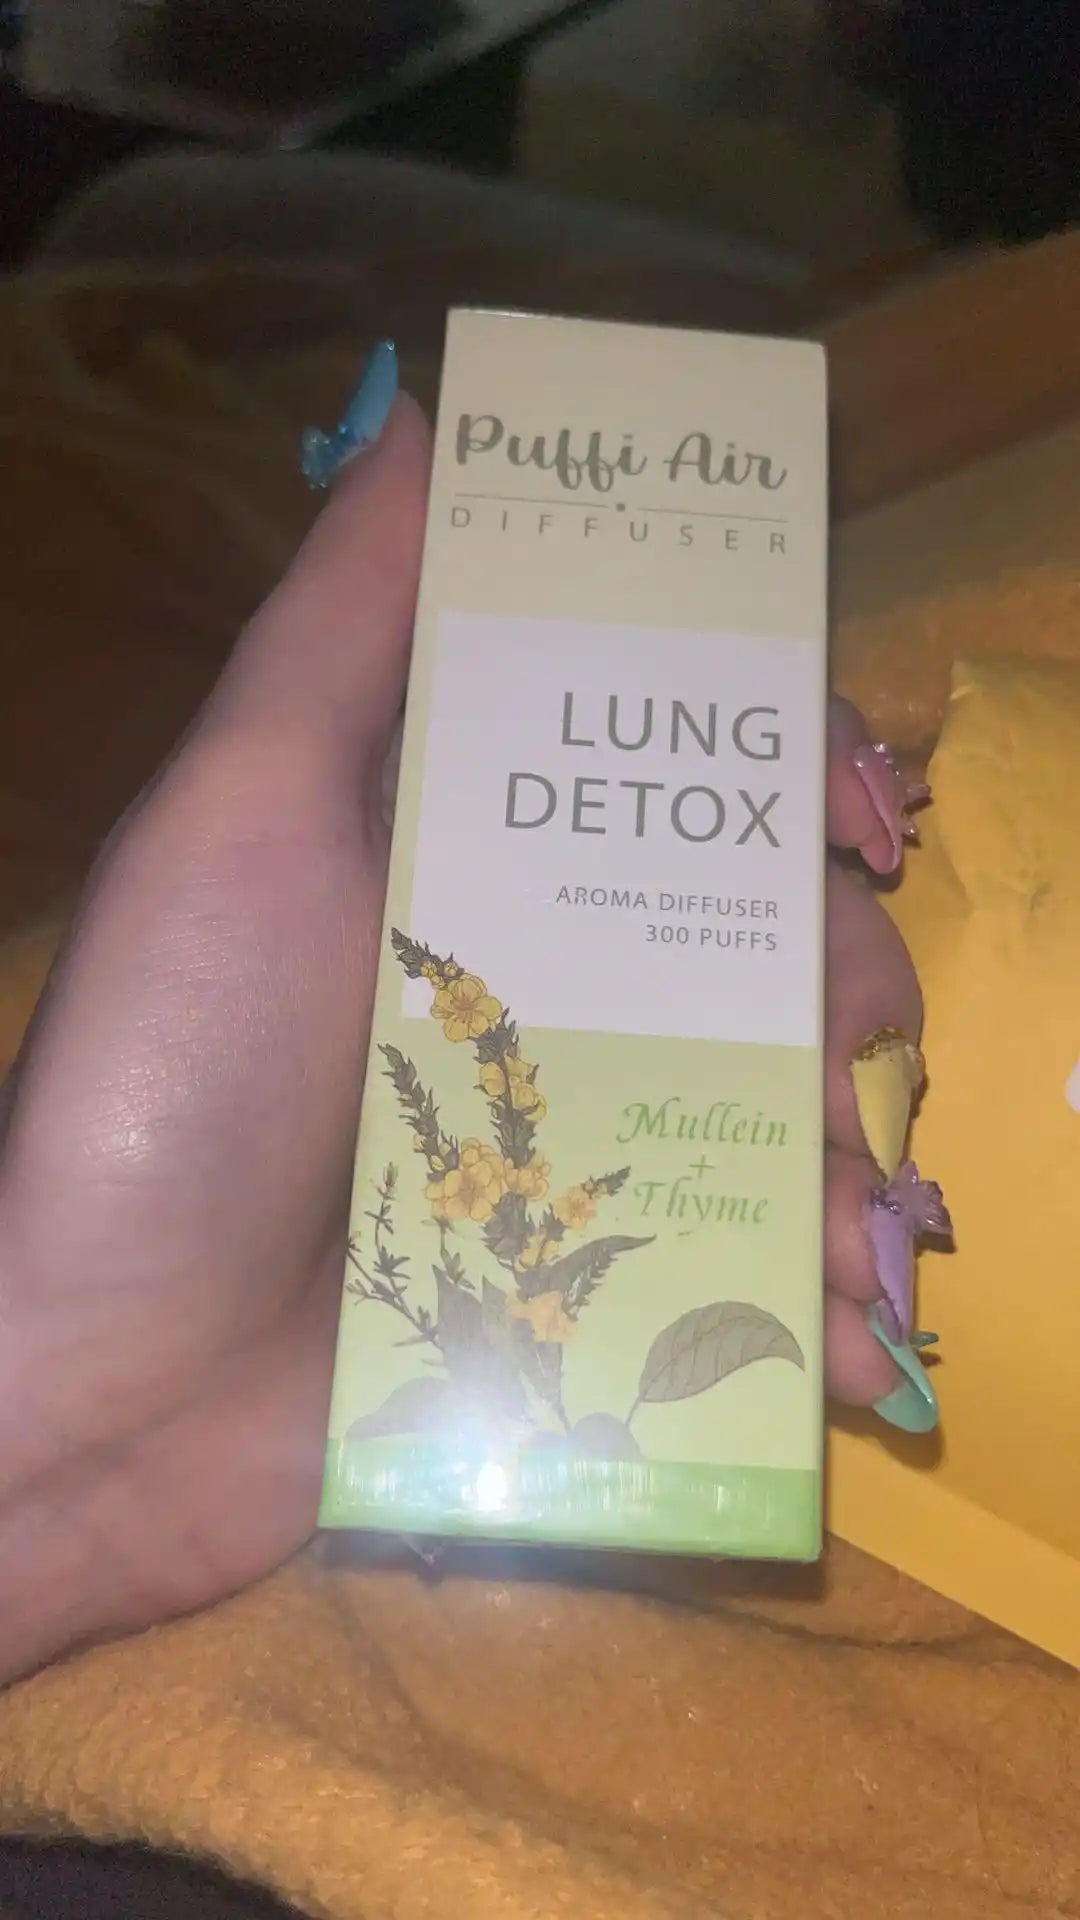 Puffi Air
DIFFUSER
LUNG
DETOX
AROMA DIFFUSER
300 PUFFS
Mullein
+
Thyme